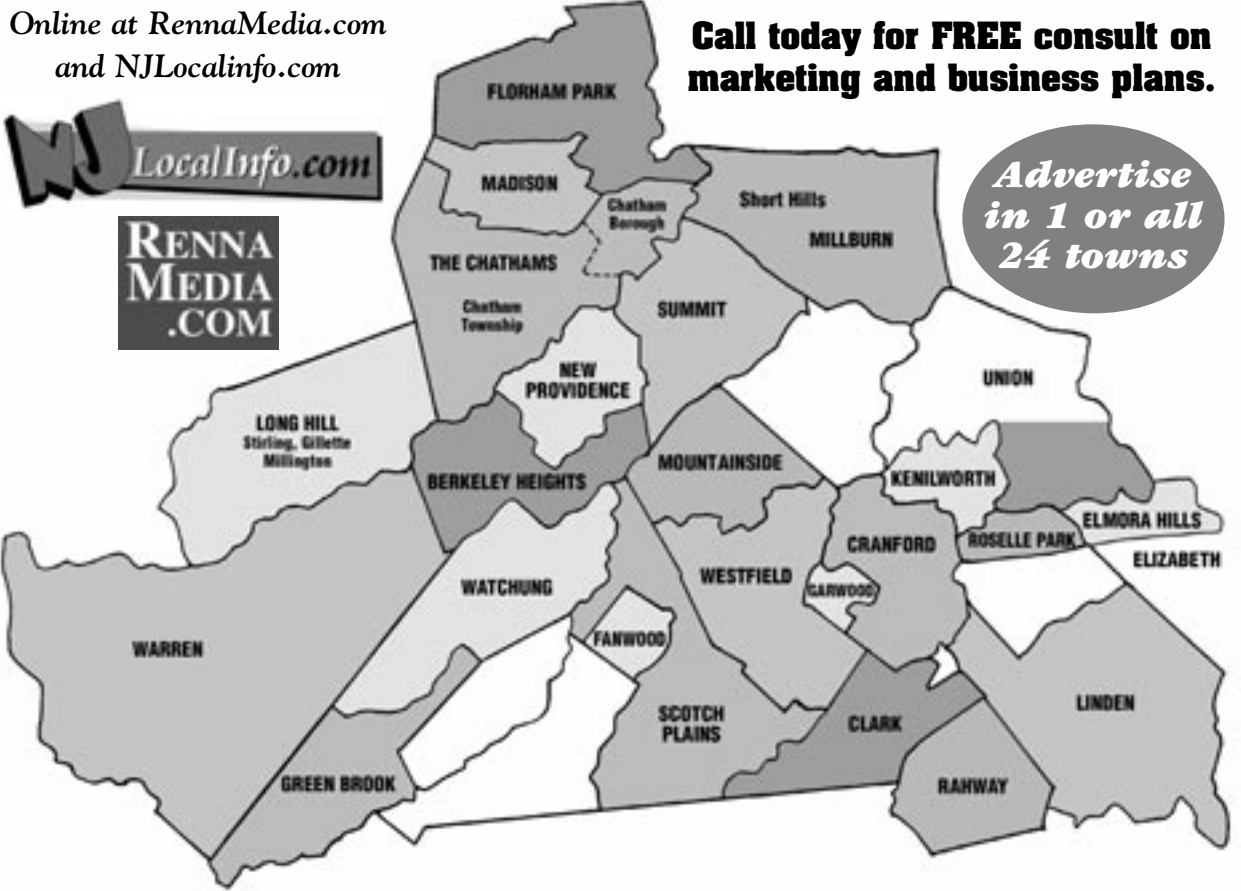 Online at RennaMedia.com
and NJLocalinfo.com
NJ LocalInfo.com
RENNA
MEDIA
.COM
Call today for FREE consult on
marketing and business plans.
Advertise
in 1 or all
24 towns
FLORHAM PARK
MADISON
Chatham
Borough
Short Hills
MILLBURN
THE CHATHAMS
Chatham
Township
SUMMIT
NEW
PROVIDENCE
UNION
LONG HILL
Stirling, Gillette
Millington
BERKELEY HEIGHTS
MOUNTAINSIDE
KENILWORTH
ELMORA HILLS
ROSELLE PARK
CRANFORD
ELIZABETH
WATCHUNG
WESTFIELD
GARWOOD
WARREN
FANWOOD
LINDEN
SCOTCH
PLAINS
CLARK
GREEN BROOK
RAHWAY